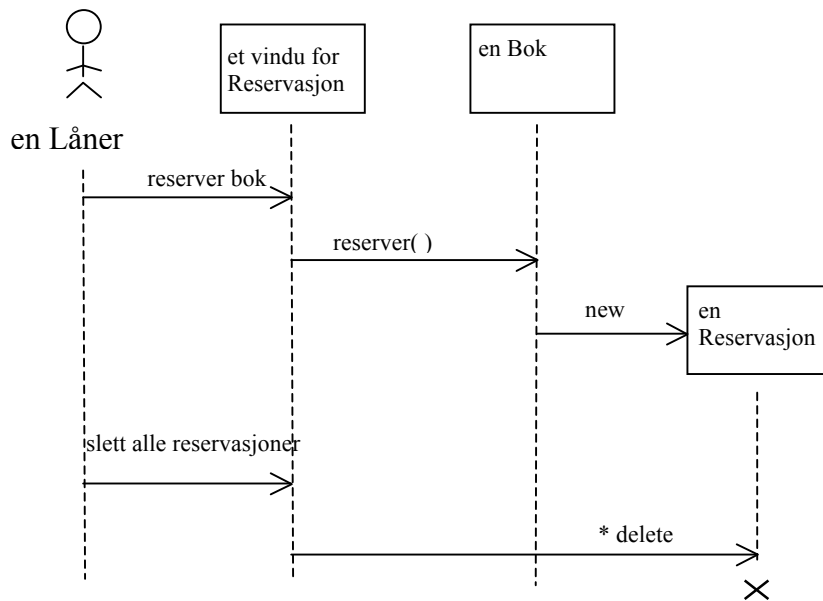 et vindu for
Reservasjon
en Bok
en Låner
reserver bok
reserver( )
new
en
Reservasjon
slett alle reservasjoner
* delete